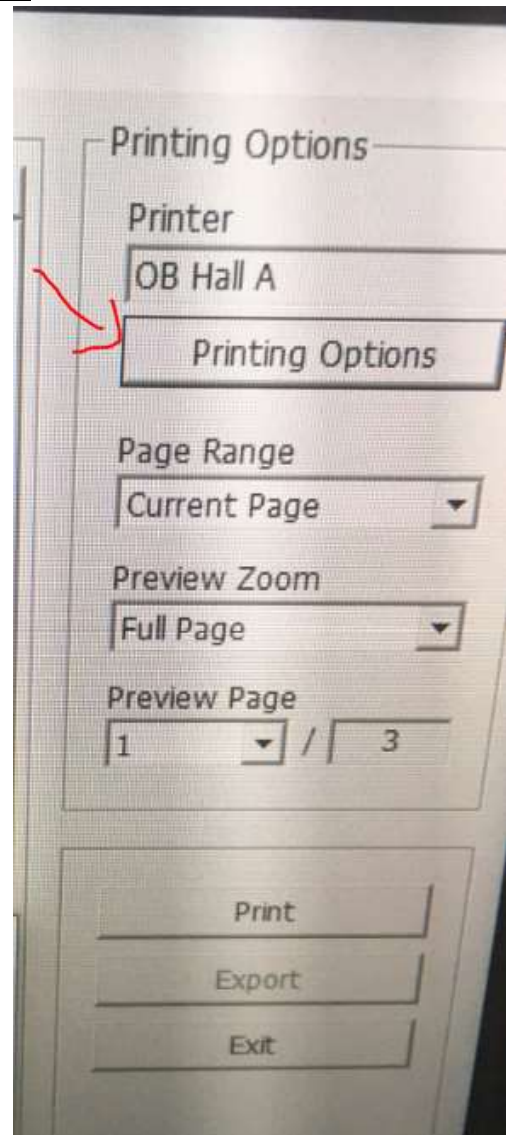 Printing Options
Printer
OB Hall A
Printing Options
Page Range
Current Page
Preview Zoom
Full Page
Preview Page
1 / 3
Print
Export
Exit